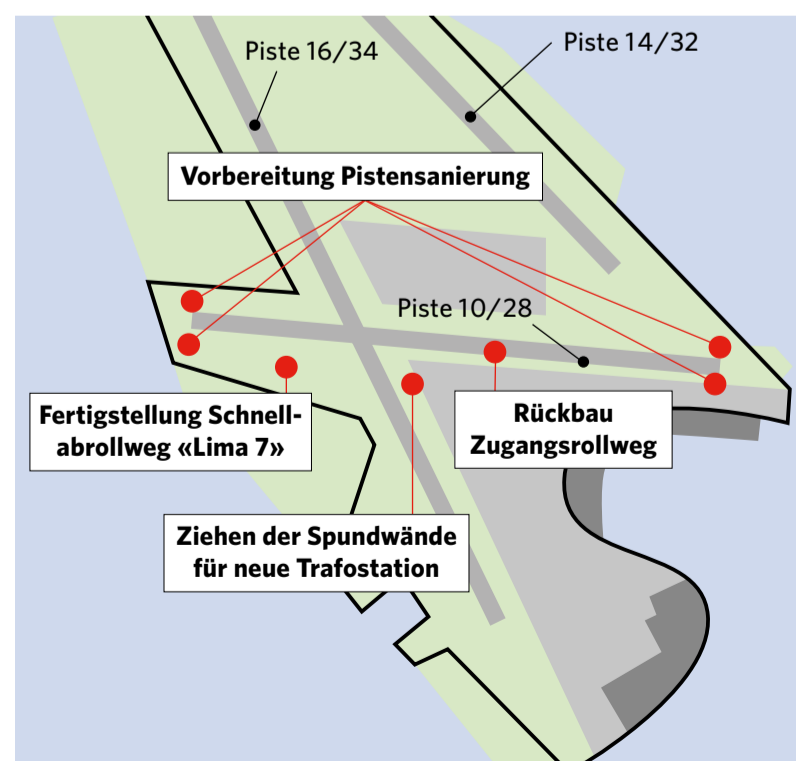 Piste 16/34
Piste 14/32
Vorbereitung Pistensanierung
Piste 10/28
Fertigstellung Schnell-
abrollweg «Lima 7»
Rückbau
Zugangsrollweg
Ziehen der Spundwände
für neue Trafostation